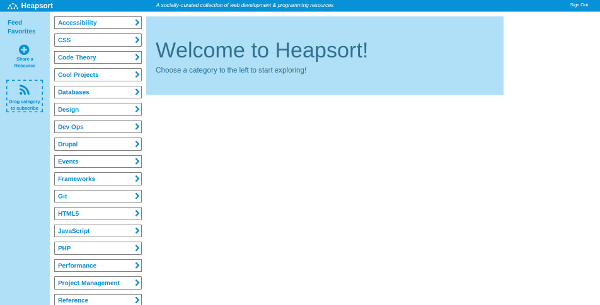 Heapsort
A socially-curated collection of web development & programming resources
Sign Out
Feed
Favorites
Share a
Resource
Drag category
to subscribe
Accessibility
CSS
Code Theory
Cool Projects
Databases
Design
Dev Ops
Drupal
Events
Frameworks
Git
HTML5
JavaScript
PHP
Performance
Project Management
Reference
Welcome to Heapsort!
Choose a category to the left to start exploring!